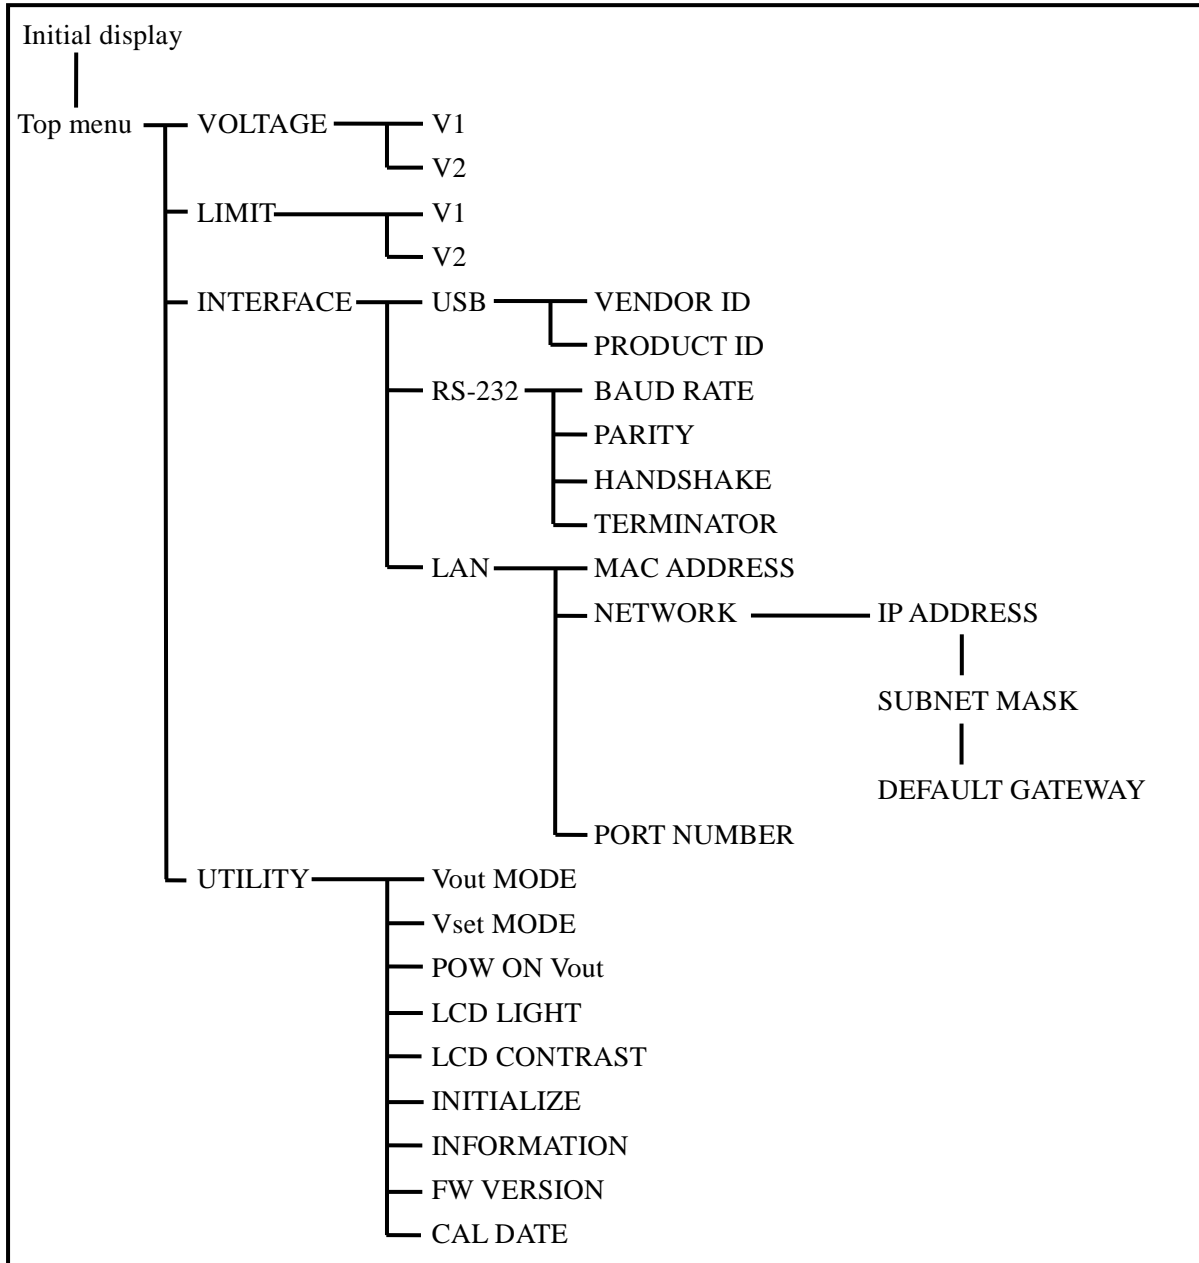 Initial display
Top menu
VOLTAGE
V1
V2
LIMIT
V1
V2
INTERFACE
USB
VENDOR ID
PRODUCT ID
RS-232
BAUD RATE
PARITY
HANDSHAKE
TERMINATOR
LAN
MAC ADDRESS
NETWORK
IP ADDRESS
SUBNET MASK
DEFAULT GATEWAY
PORT NUMBER
UTILITY
Vout MODE
Vset MODE
POW ON Vout
LCD LIGHT
LCD CONTRAST
INITIALIZE
INFORMATION
FW VERSION
CAL DATE